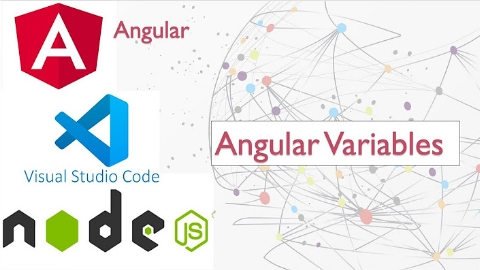 A
Angular
Visual Studio Code
Angular Variables
node JS